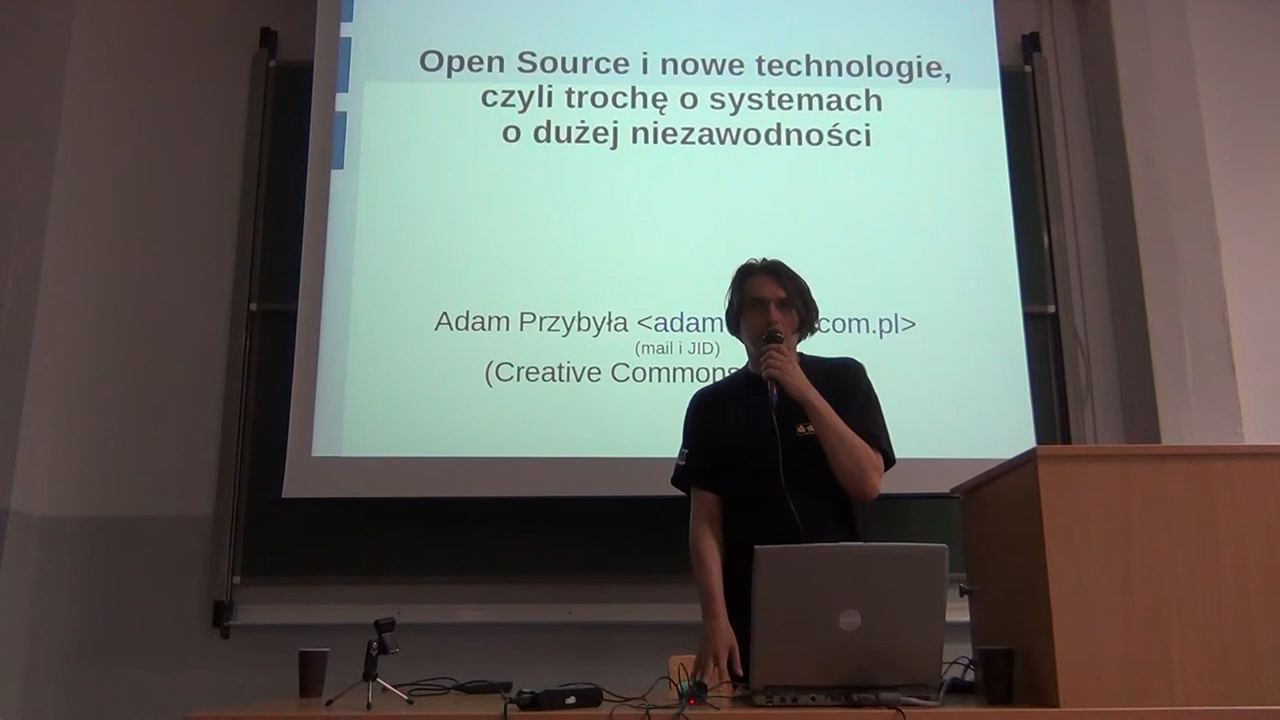 Open Source i nowe technologie,
czyli trochę o systemach
o dużej niezawodności
Adam Przybyła <adam com.pl>
(mail i JID)
(Creative Commons